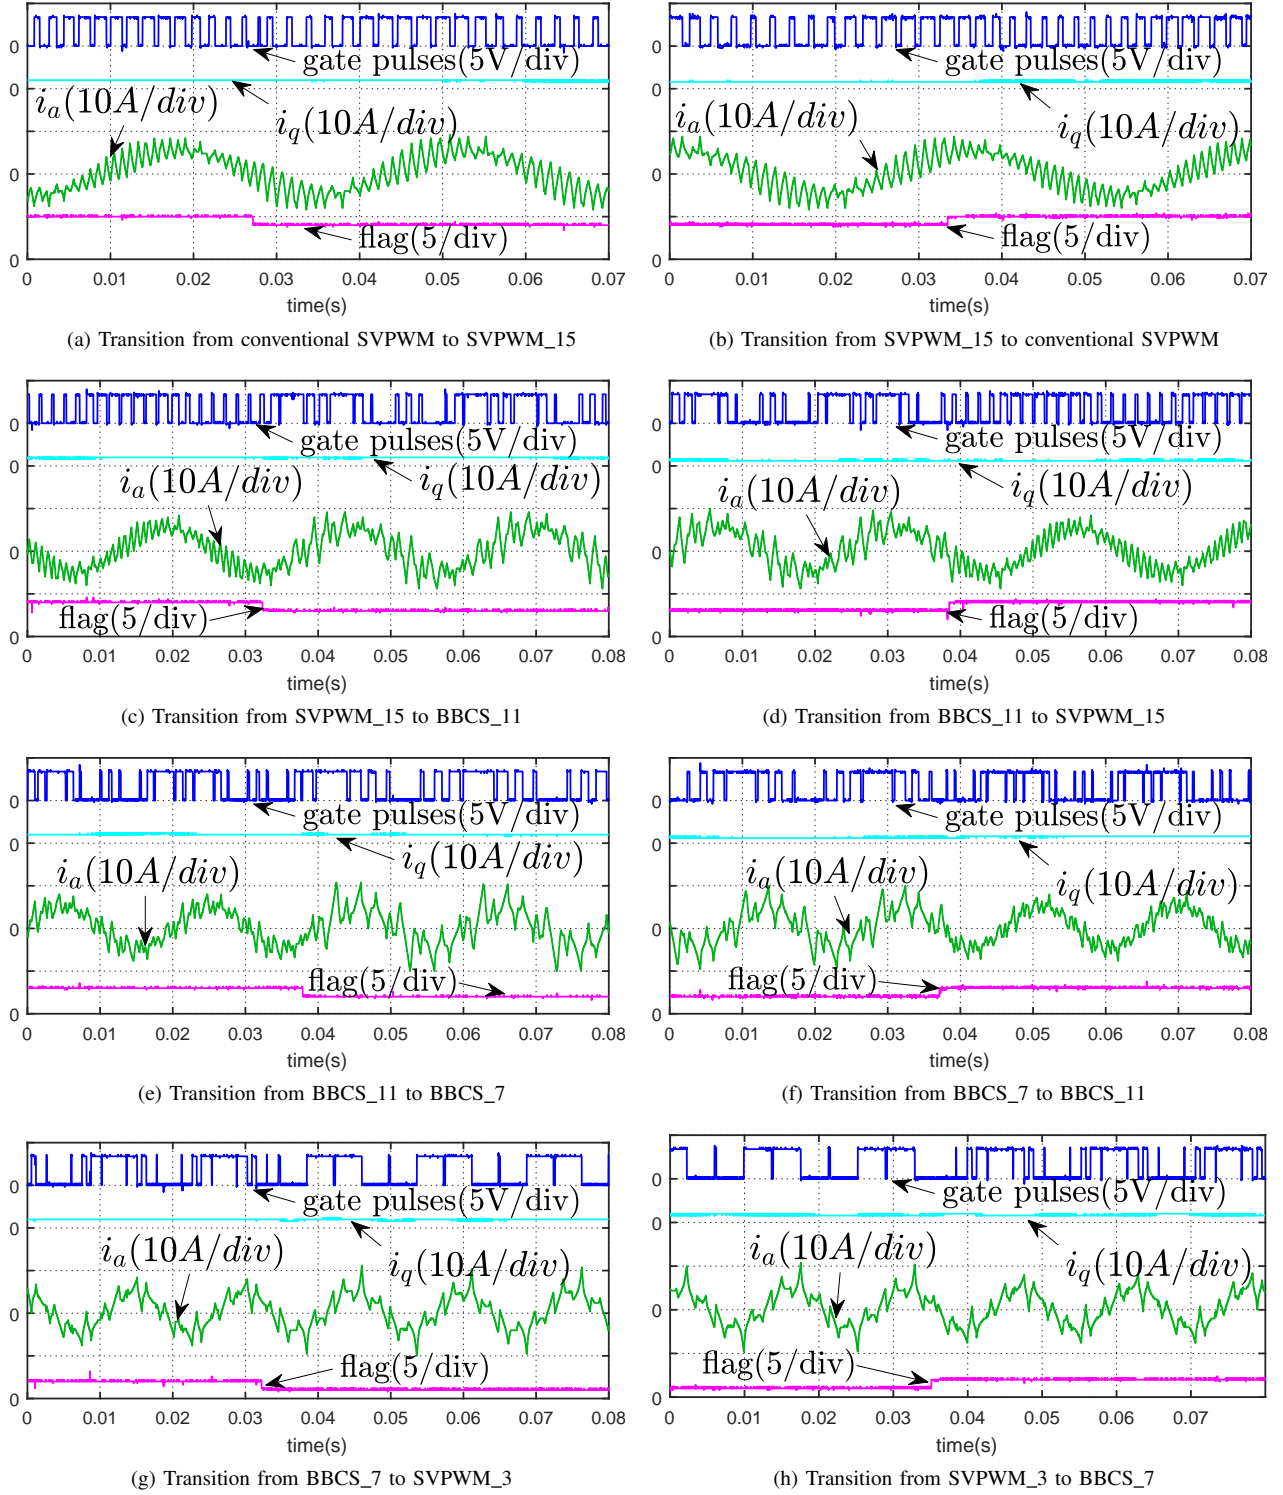 0
gate pulses(5V/div)
0
i_a(10A/div)
i_q(10A/div)
0
flag(5/div)
0
0 0.01 0.02 0.03 0.04 0.05 0.06 0.07
time(s)
(a) Transition from conventional SVPWM to SVPWM_15
0
gate pulses(5V/div)
0
i_a(10A/div)
i_q(10A/div)
0
flag(5/div)
0
0 0.01 0.02 0.03 0.04 0.05 0.06 0.07
time(s)
(b) Transition from SVPWM_15 to conventional SVPWM
0
gate pulses(5V/div)
0
i_a(10A/div)
i_q(10A/div)
0
flag(5/div)
0
0 0.01 0.02 0.03 0.04 0.05 0.06 0.07 0.08
time(s)
(c) Transition from SVPWM_15 to BBCS_11
0
gate pulses(5V/div)
0
i_a(10A/div)
i_q(10A/div)
0
flag(5/div)
0
0 0.01 0.02 0.03 0.04 0.05 0.06 0.07 0.08
time(s)
(d) Transition from BBCS_11 to SVPWM_15
0
gate pulses(5V/div)
0
i_q(10A/div)
i_a(10A/div)
0
flag(5/div)
0
0 0.01 0.02 0.03 0.04 0.05 0.06 0.07 0.08
time(s)
(e) Transition from BBCS_11 to BBCS_7
0
gate pulses(5V/div)
0
i_a(10A/div)
i_q(10A/div)
0
flag(5/div)
0
0 0.01 0.02 0.03 0.04 0.05 0.06 0.07 0.08
time(s)
(f) Transition from BBCS_7 to BBCS_11
0
gate pulses(5V/div)
0
i_a(10A/div)
i_q(10A/div)
0
flag(5/div)
0
0 0.01 0.02 0.03 0.04 0.05 0.06 0.07 0.08
time(s)
(g) Transition from BBCS_7 to SVPWM_3
0
gate pulses(5V/div)
0
i_a(10A/div)
i_q(10A/div)
0
flag(5/div)
0
0 0.01 0.02 0.03 0.04 0.05 0.06 0.07
time(s)
(h) Transition from SVPWM_3 to BBCS_7